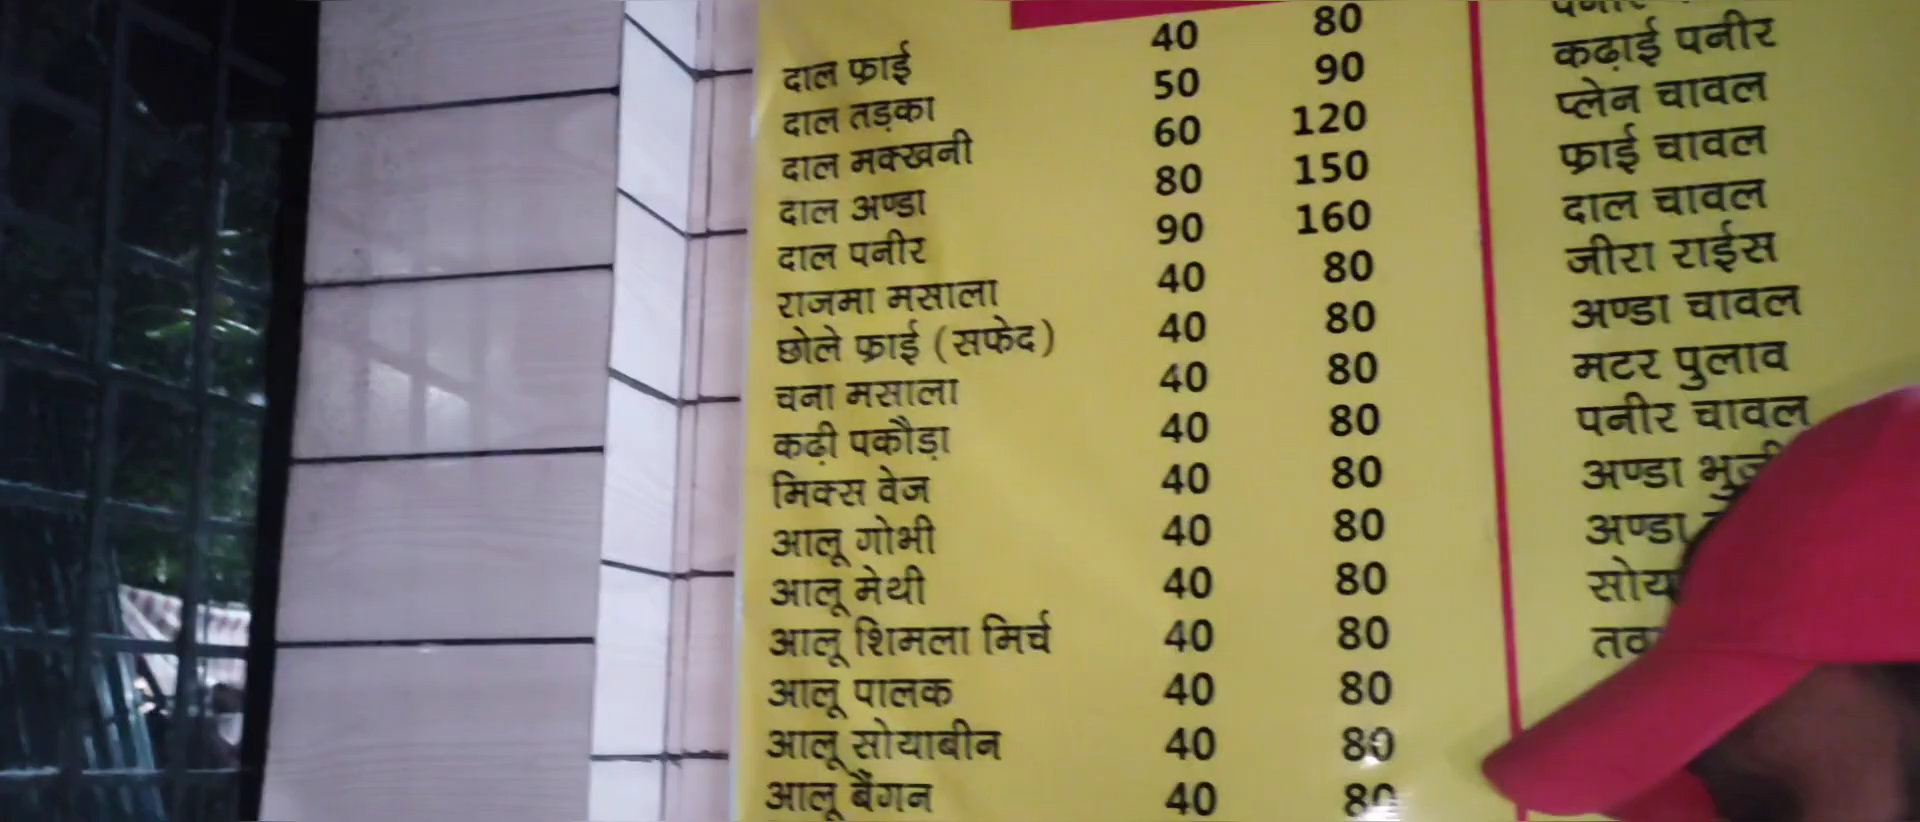 दाल फ्राई 40 80
दाल तड़का 50 90
दाल मक्खनी 60 120
दाल अण्डा 80 150
दाल पनीर 90 160
राजमा मसाला 40 80
छोले फ्राई (सफेद) 40 80
चना मसाला 40 80
कढ़ी पकौड़ा 40 80
मिक्स वेज 40 80
आलू गोभी 40 80
आलू मेथी 40 80
आलू शिमला मिर्च 40 80
आलू पालक 40 80
आलू सोयाबीन 40 80
आलू बैंगन 40 80
कढ़ाई पनीर
प्लेन चावल
फ्राई चावल
दाल चावल
जीरा राईस
अण्डा चावल
मटर पुलाव
पनीर चावल
अण्डा
अण्डा